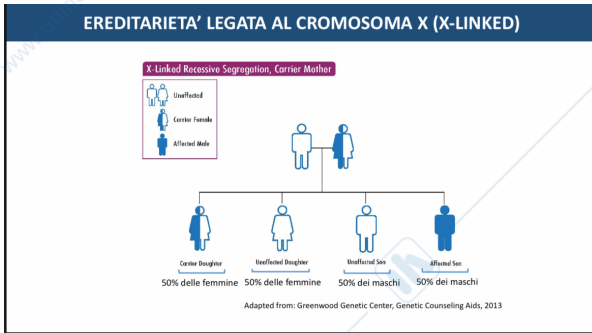 EREDITARIETA’ LEGATA AL CROMOSOMA X (X-LINKED)
X-Linked Recessive Segregation, Carrier Mother
Unaffected
Carrier Female
Affected Male
Carrier Daughter
Unaffected Daughter
Unaffected Son
Affected Son
50% delle femmine
50% delle femmine
50% dei maschi
50% dei maschi
Adapted from: Greenwood Genetic Center, Genetic Counseling Aids, 2013